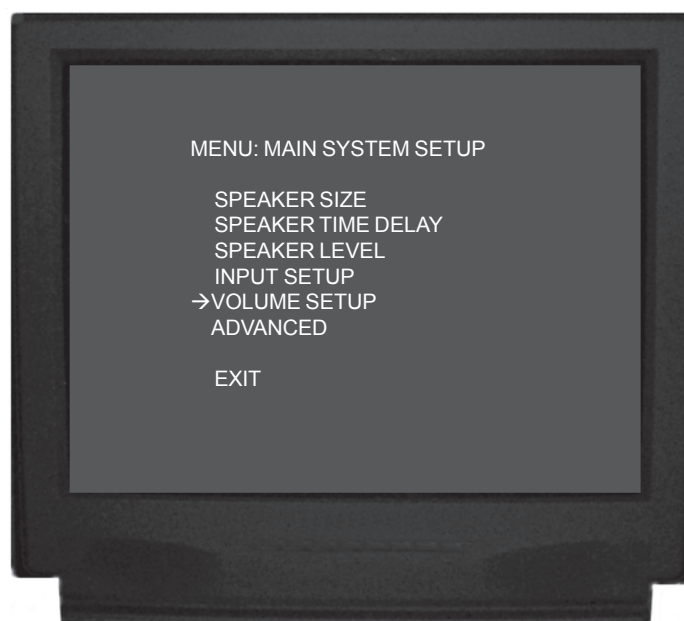 MENU: MAIN SYSTEM SETUP
SPEAKER SIZE
SPEAKER TIME DELAY
SPEAKER LEVEL
INPUT SETUP
→VOLUME SETUP
ADVANCED
EXIT